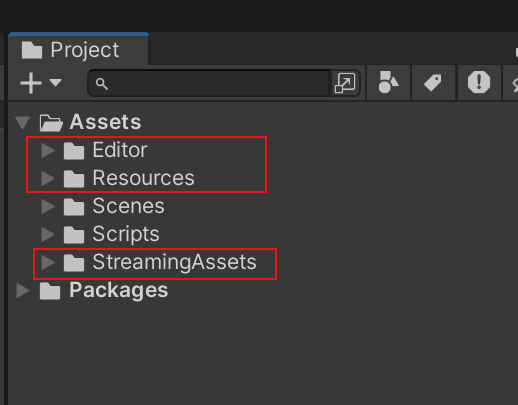 Project
Assets
Editor
Resources
Scenes
Scripts
StreamingAssets
Packages